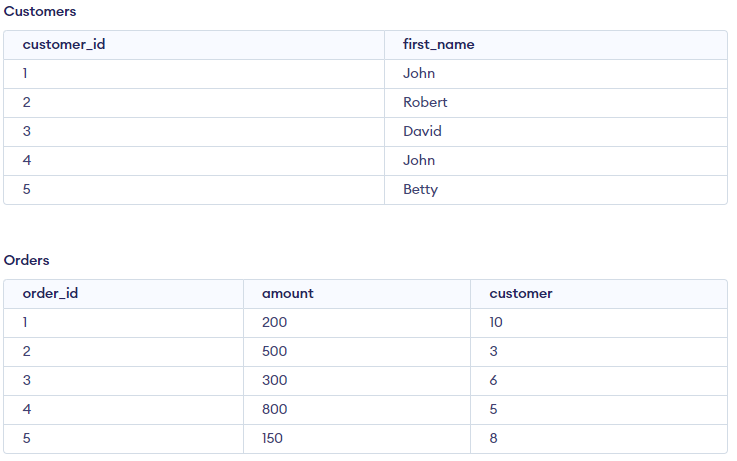 Customers
customer_id first_name
1 John
2 Robert
3 David
4 John
5 Betty
Orders
order_id amount customer
1 200 10
2 500 3
3 300 6
4 800 5
5 150 8